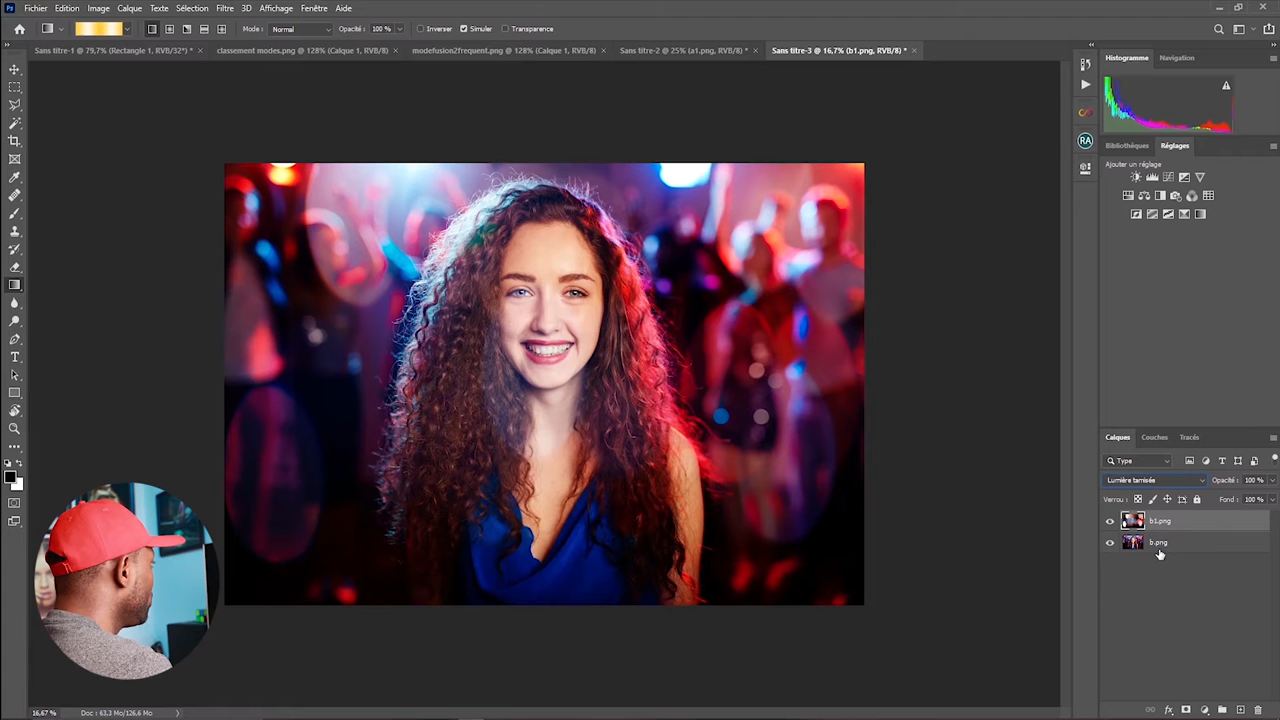 Ps Fichier Edition Image Calque Texte Sélection Filtre 3D Affichage Fenêtre Aide
Mode : Normal Opacité : 100 % Inverser Simuler Transparence
Sans titre-1 @ 79,7% (Rectangle 1, RVB/32*) * × classement modes.png @ 128% (Calque 1, RVB/8) × modefusion2frequent.png @ 128% (Calque 1, RVB/8) × Sans titre-2 @ 25% (a1.png, RVB/8) * × Sans titre-3 @ 16,7% (b1.png, RVB/8) * ×
Histogramme Navigation
RA
Bibliothèques Réglages
Ajouter un réglage
Calques Couches Tracés
Type
Lumière tamisée Opacité : 100 %
Verrou : Fond : 100 %
b1.png
b.png
16,67 % Doc : 63,3 Mo/126,6 Mo